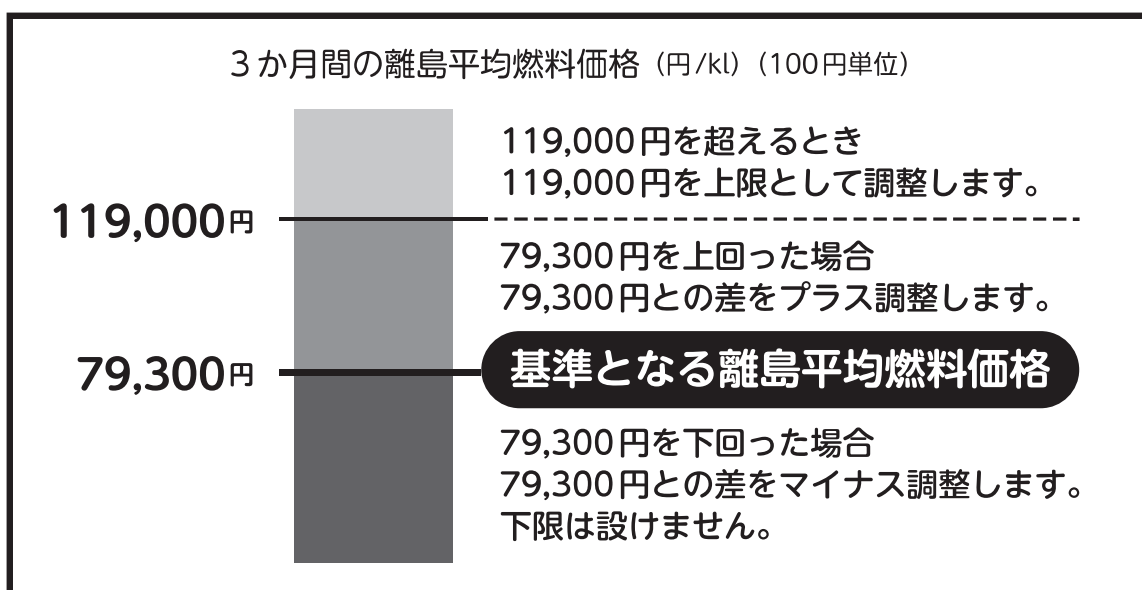 3か月間の離島平均燃料価格（円/kl）（100円単位）
119,000円を超えるとき
119,000円を上限として調整します。
119,000円
79,300円を上回った場合
79,300円との差をプラス調整します。
79,300円
基準となる離島平均燃料価格
79,300円を下回った場合
79,300円との差をマイナス調整します。
下限は設けません。